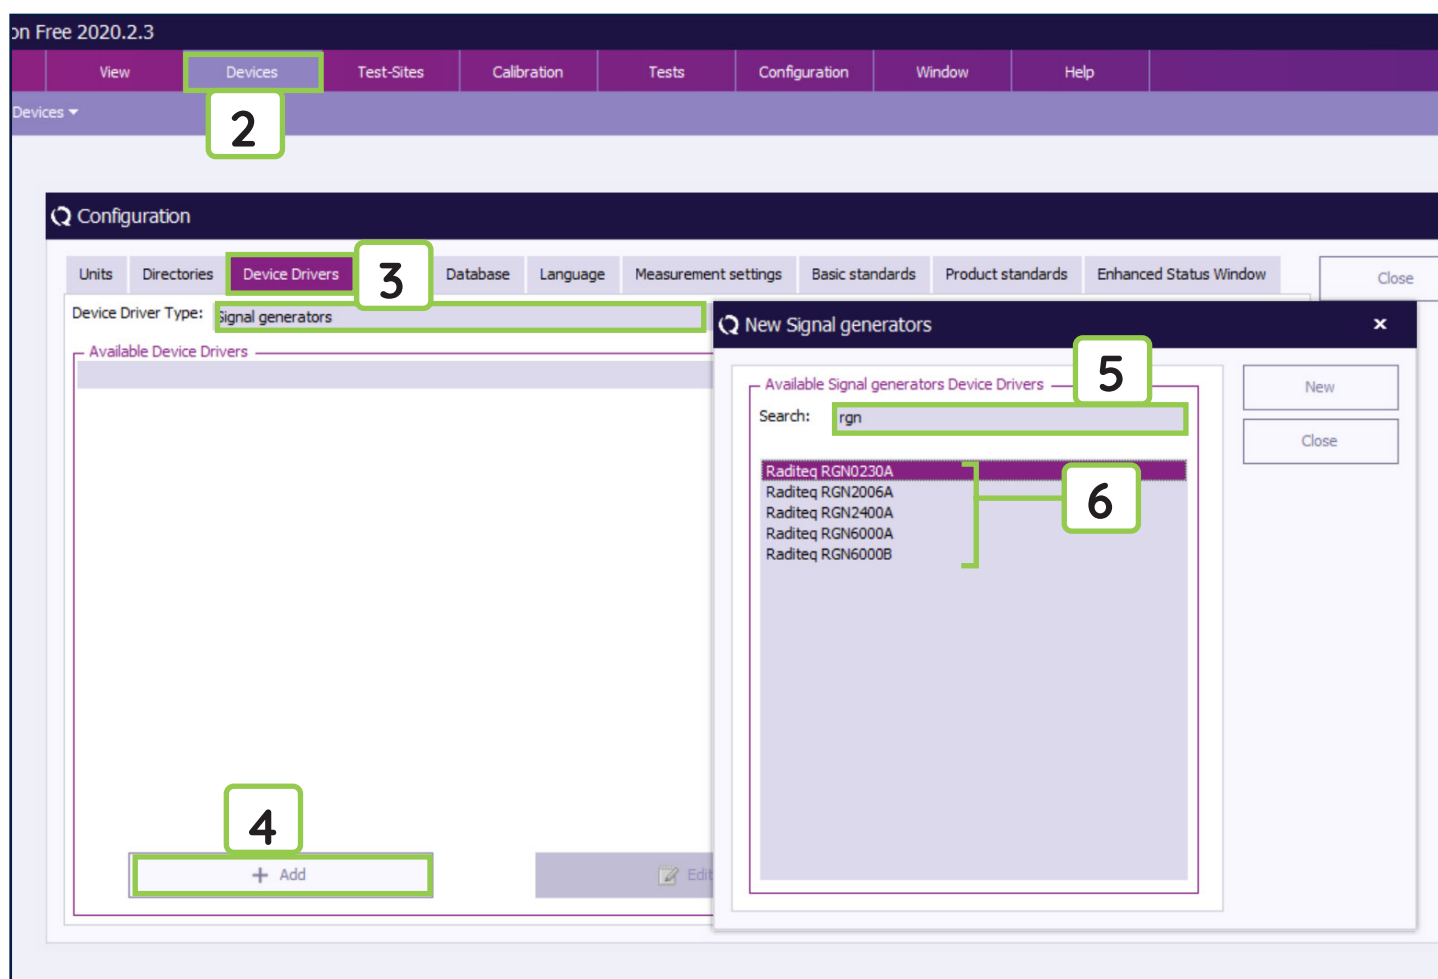 on Free 2020.2.3
View Devices Test-Sites Calibration Tests Configuration Window Help
2
Devices
Configuration
Units Directories Device Drivers 3 Database Language Measurement settings Basic standards Product standards Enhanced Status Window Close
Device Driver Type: Signal generators
Available Device Drivers
New Signal generators
5
Available Signal generators Device Drivers
New
Search: rgn
Close
Raditeq RGN0230A
Raditeq RGN2006A
Raditeq RGN2400A
Raditeq RGN6000A
Raditeq RGN6000B
6
4
+ Add
Edit